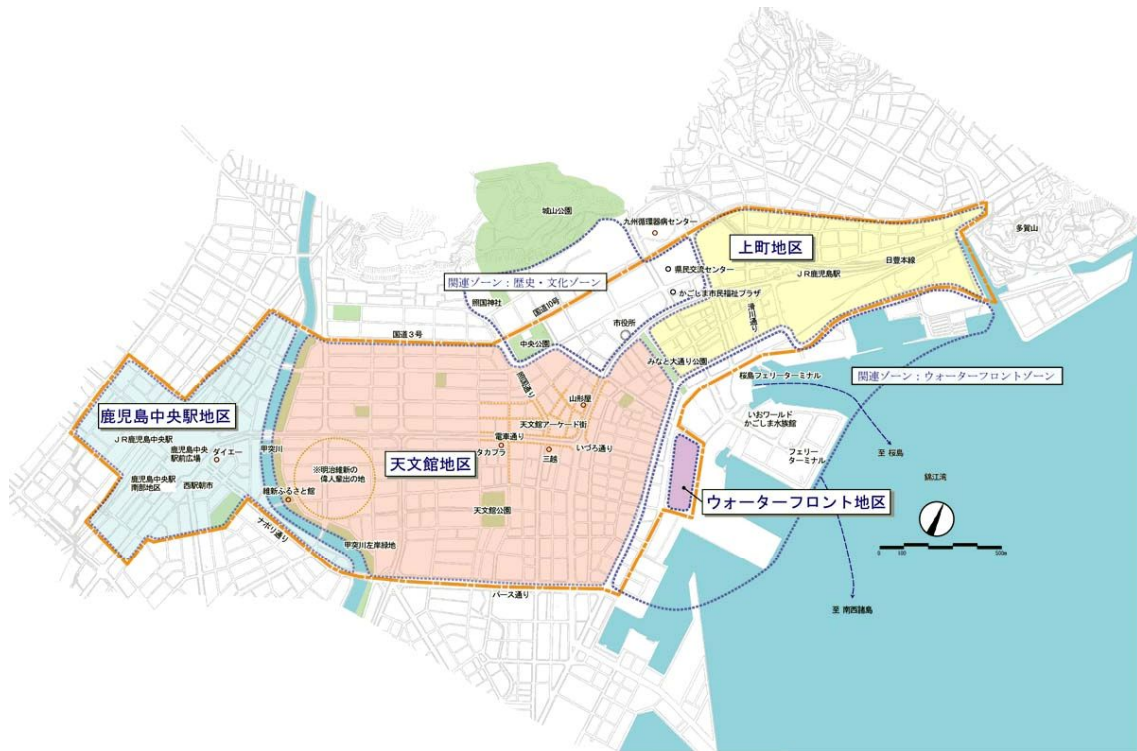 城山公園
九州循環器病センター
多賀山
上町地区
県民交流センター
JR鹿児島駅
日豊本線
関連ゾーン：歴史・文化ゾーン
かごしま市民福祉プラザ
照国神社
国道10号
滑川通り
国道3号
市役所
中央公園
みなと大通り公園
桜島フェリーターミナル
関連ゾーン：ウォーターフロントゾーン
照国通り
山形屋
鹿児島中央駅地区
天文館アーケード街
いおワールド
かごしま水族館
JR鹿児島中央駅
電車通り
いづろ通り
鹿児島中央
駅前広場
ダイエー
甲突川
タカプラ
三越
フェリー
ターミナル
至 桜島
天文館地区
※明治維新の
偉人輩出の地
鹿児島中央駅
南部地区
西駅朝市
維新ふるさと館
錦江湾
ウォーターフロント地区
天文館公園
ナポリ通り
甲突川左岸緑地
0 100 500m
パース通り
至 南西諸島